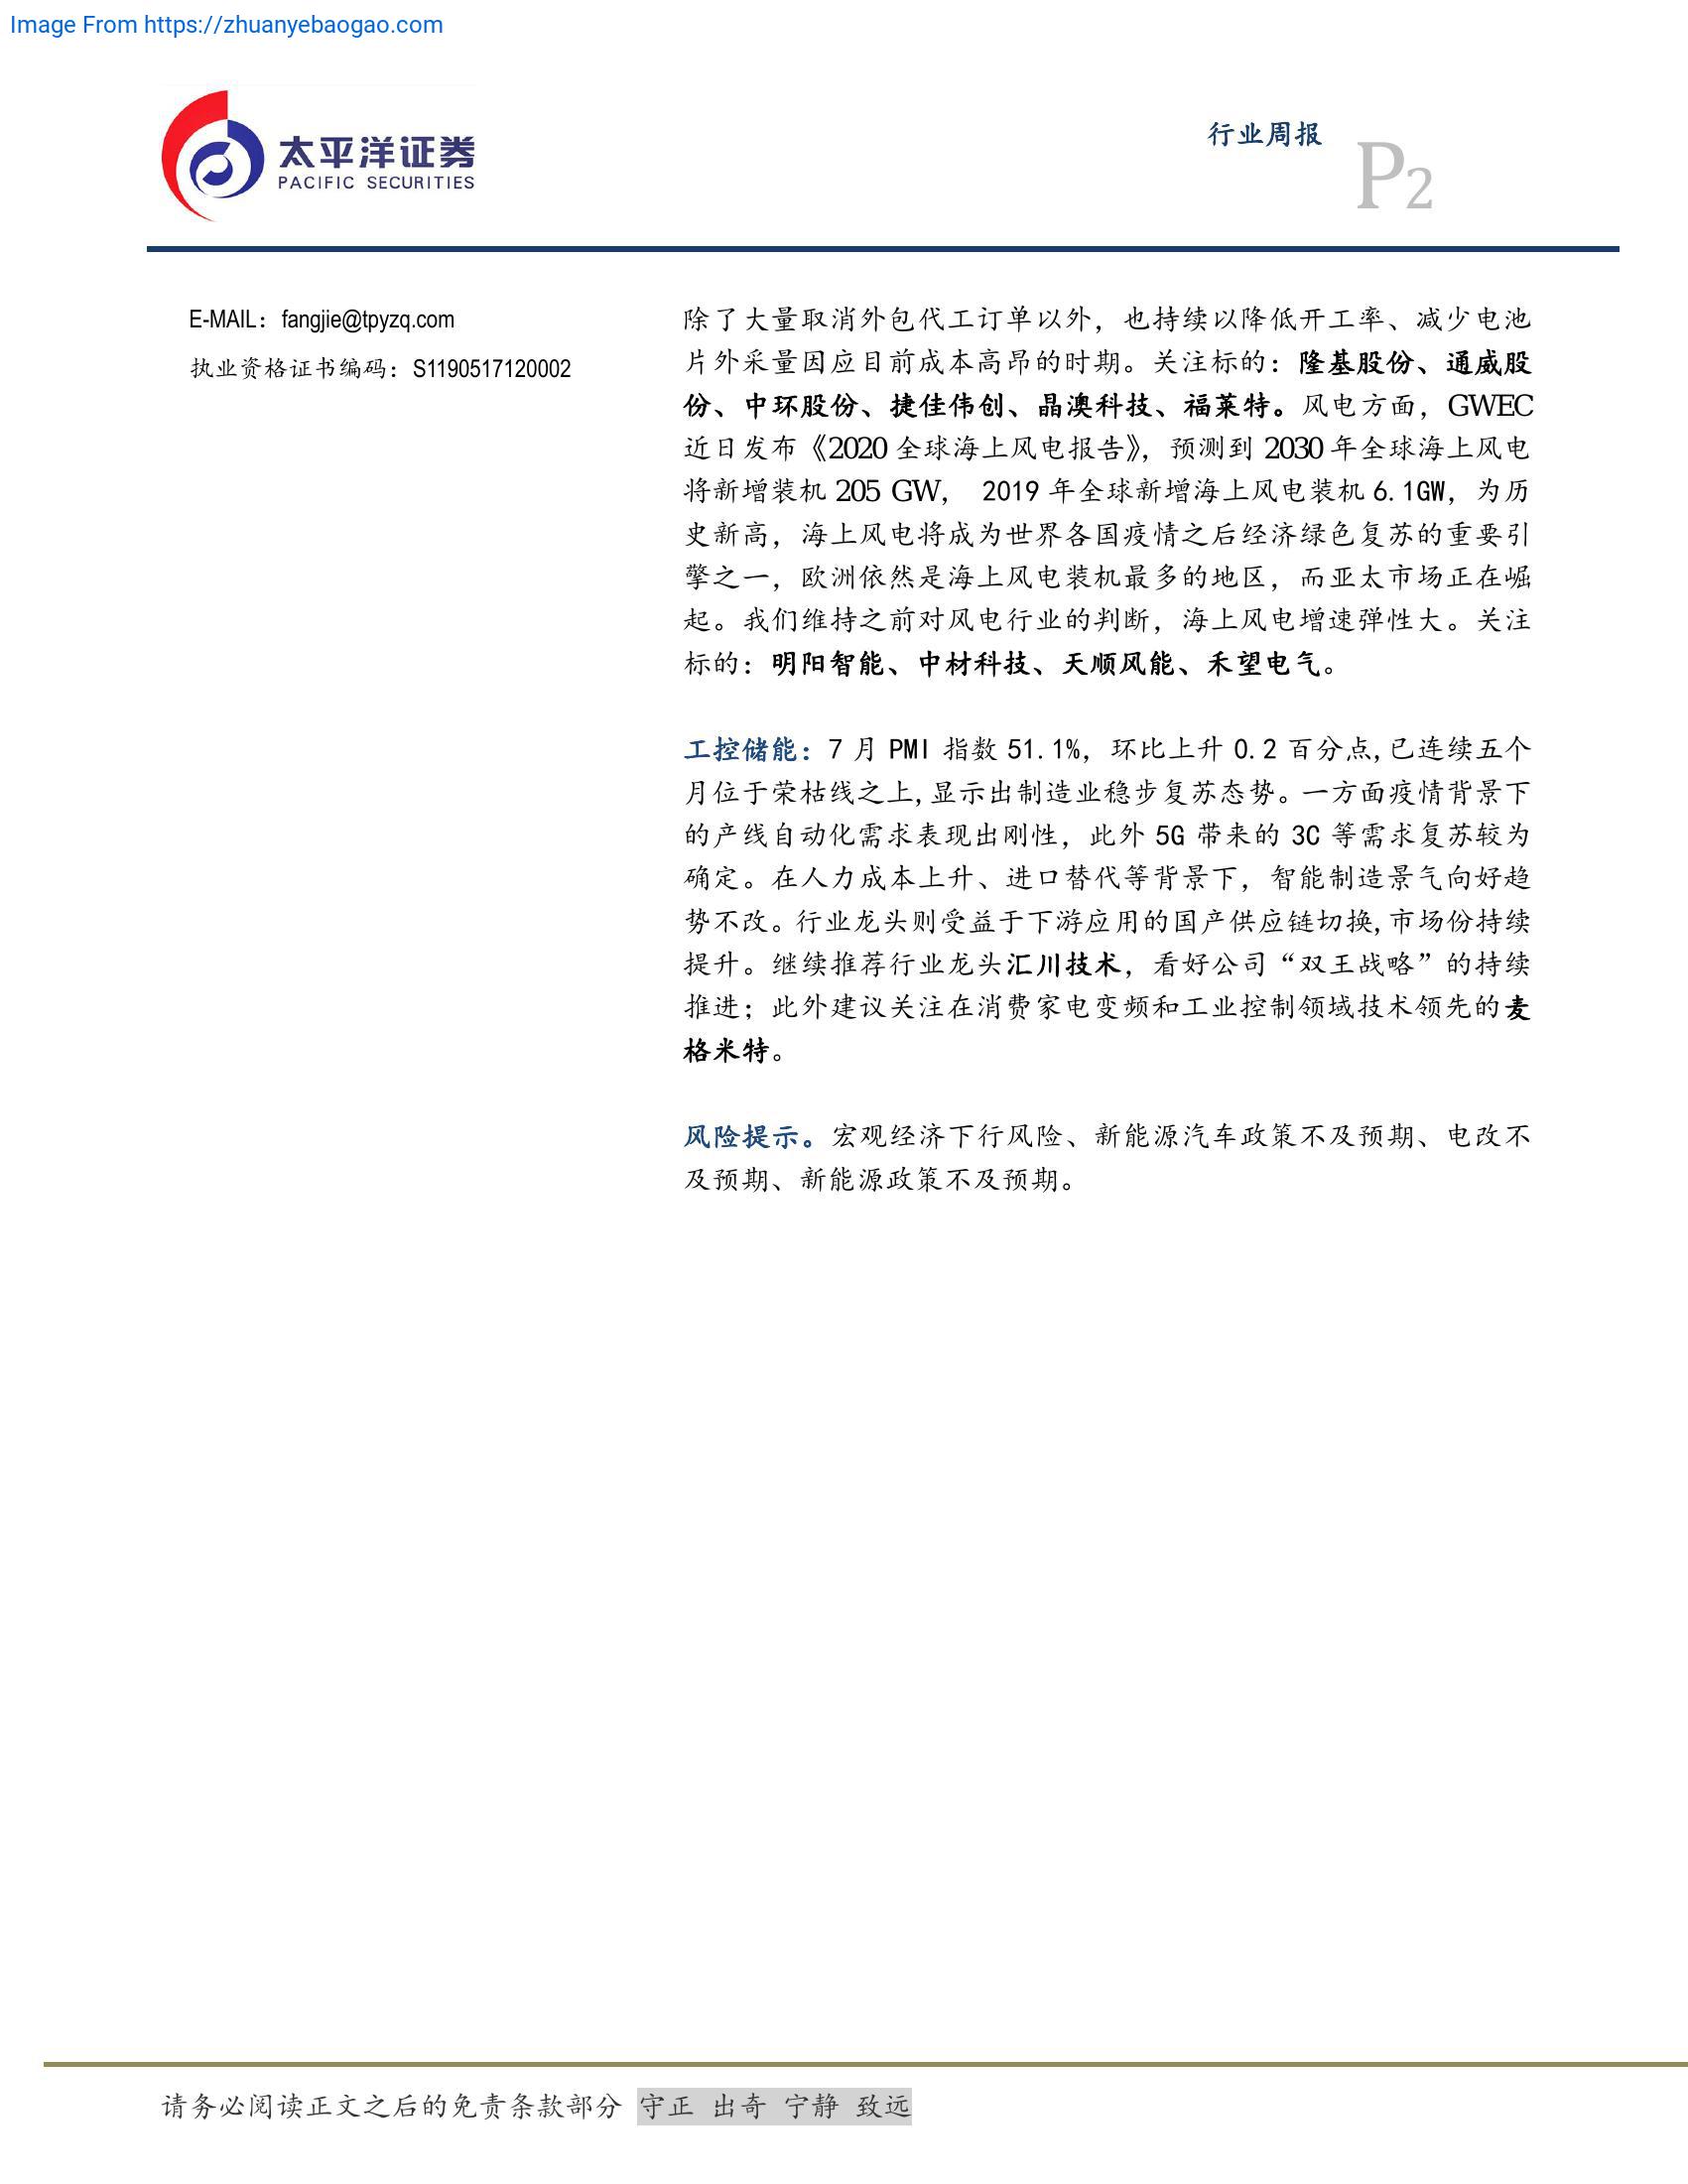 Image From https://zhuanyebaogao.com
太平洋证券
PACIFIC SECURITIES
行业周报
P2
E-MAIL：fangjie@tpyzq.com
执业资格证书编码：S1190517120002
除了大量取消外包代工订单以外，也持续以降低开工率、减少电池
片外采量因应目前成本高昂的时期。关注标的：隆基股份、通威股
份、中环股份、捷佳伟创、晶澳科技、福莱特。风电方面，GWEC
近日发布《2020 全球海上风电报告》，预测到 2030 年全球海上风电
将新增装机 205 GW， 2019 年全球新增海上风电装机 6.1GW，为历
史新高，海上风电将成为世界各国疫情之后经济绿色复苏的重要引
擎之一，欧洲依然是海上风电装机最多的地区，而亚太市场正在崛
起。我们维持之前对风电行业的判断，海上风电增速弹性大。关注
标的：明阳智能、中材科技、天顺风能、禾望电气。
工控储能：7 月 PMI 指数 51.1%，环比上升 0.2 百分点,已连续五个
月位于荣枯线之上,显示出制造业稳步复苏态势。一方面疫情背景下
的产线自动化需求表现出刚性，此外 5G 带来的 3C 等需求复苏较为
确定。在人力成本上升、进口替代等背景下，智能制造景气向好趋
势不改。行业龙头则受益于下游应用的国产供应链切换,市场份持续
提升。继续推荐行业龙头汇川技术，看好公司“双王战略”的持续
推进；此外建议关注在消费家电变频和工业控制领域技术领先的麦
格米特。
风险提示。宏观经济下行风险、新能源汽车政策不及预期、电改不
及预期、新能源政策不及预期。
请务必阅读正文之后的免责条款部分 守正 出奇 宁静 致远